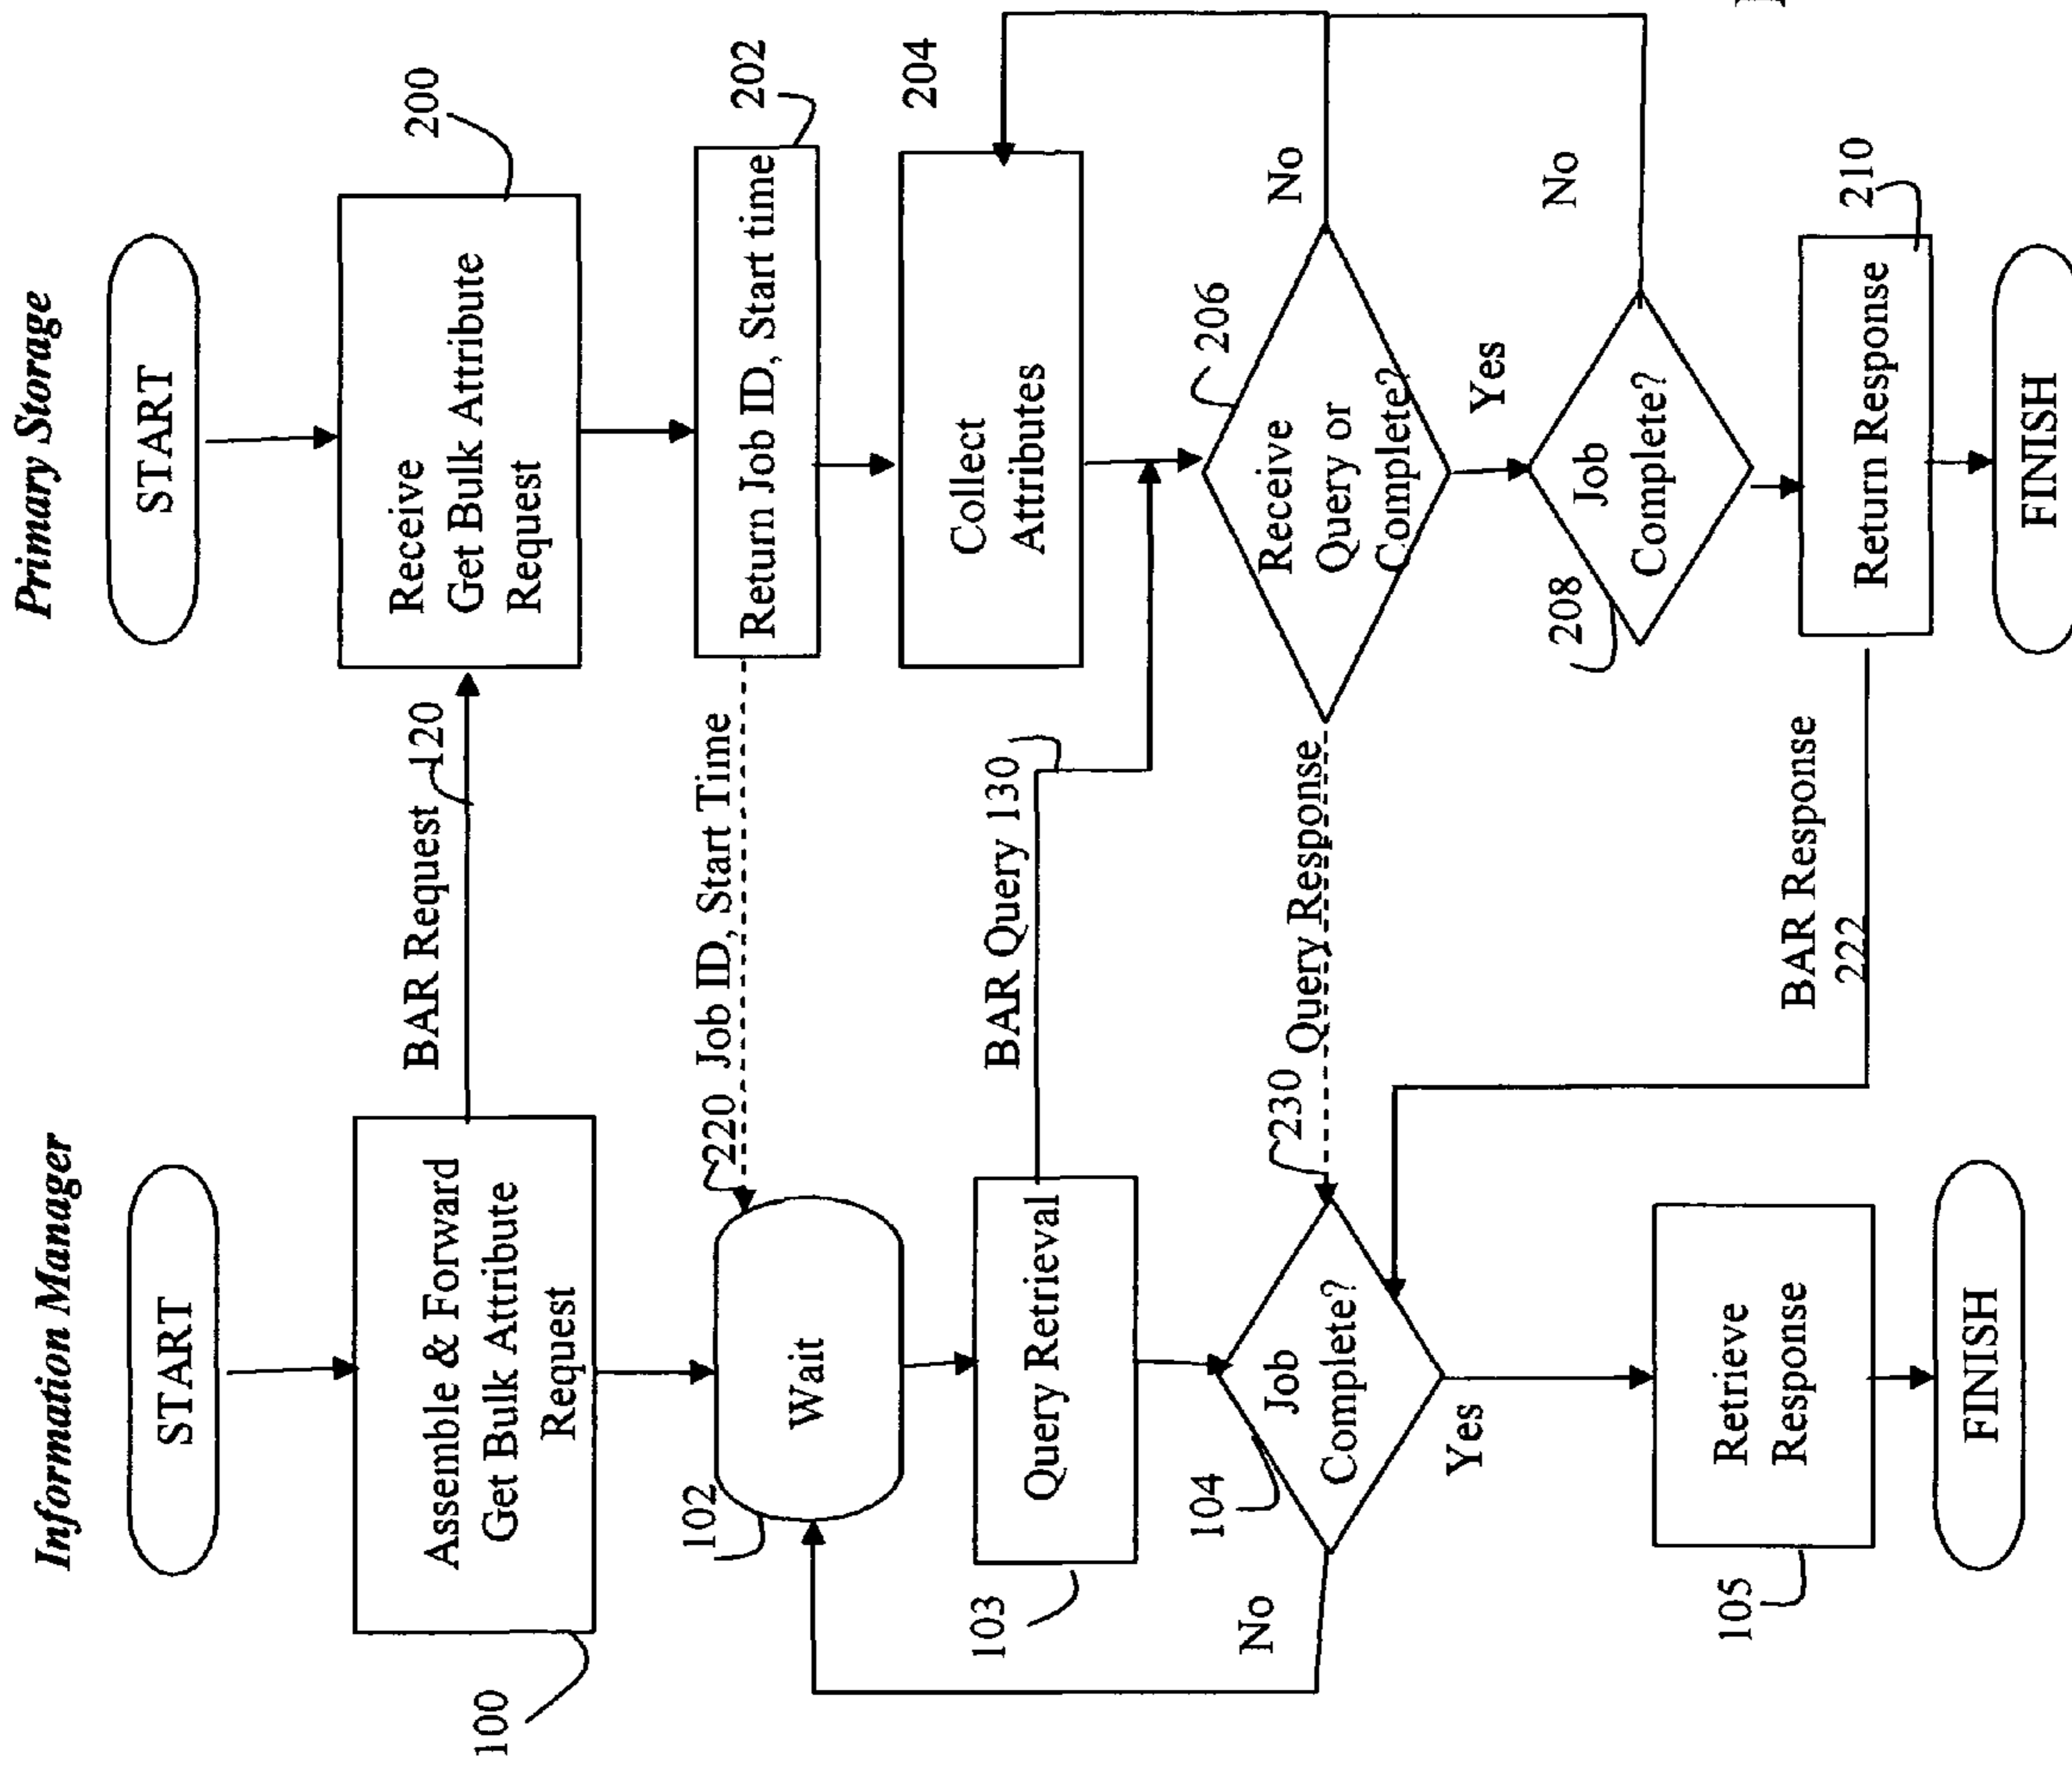 Information Manager
START
Assemble & Forward
Get Bulk Attribute
Request
100
Wait
102
Query Retrieval
103
Job
Complete?
104
No
Yes
Retrieve
Response
105
FINISH
BAR Request 120
220 Job ID, Start Time
BAR Query 130
230 Query Response
BAR Response
222
Primary Storage
START
Receive
Get Bulk Attribute
Request
200
Return Job ID, Start time
202
Collect
Attributes
204
Receive
Query or
Complete?
206
No
Yes
Job
Complete?
208
No
Return Response
210
FINISH